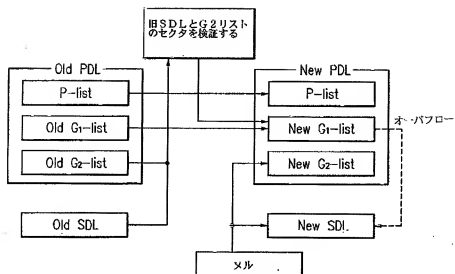 旧SDLとG2リスト
のセクタを検証する
Old PDL
P-list
Old G1-list
Old G2-list
Old SDL
New PDL
P-list
New G1-list
New G2-list
New SDL
オーバフロー
メル